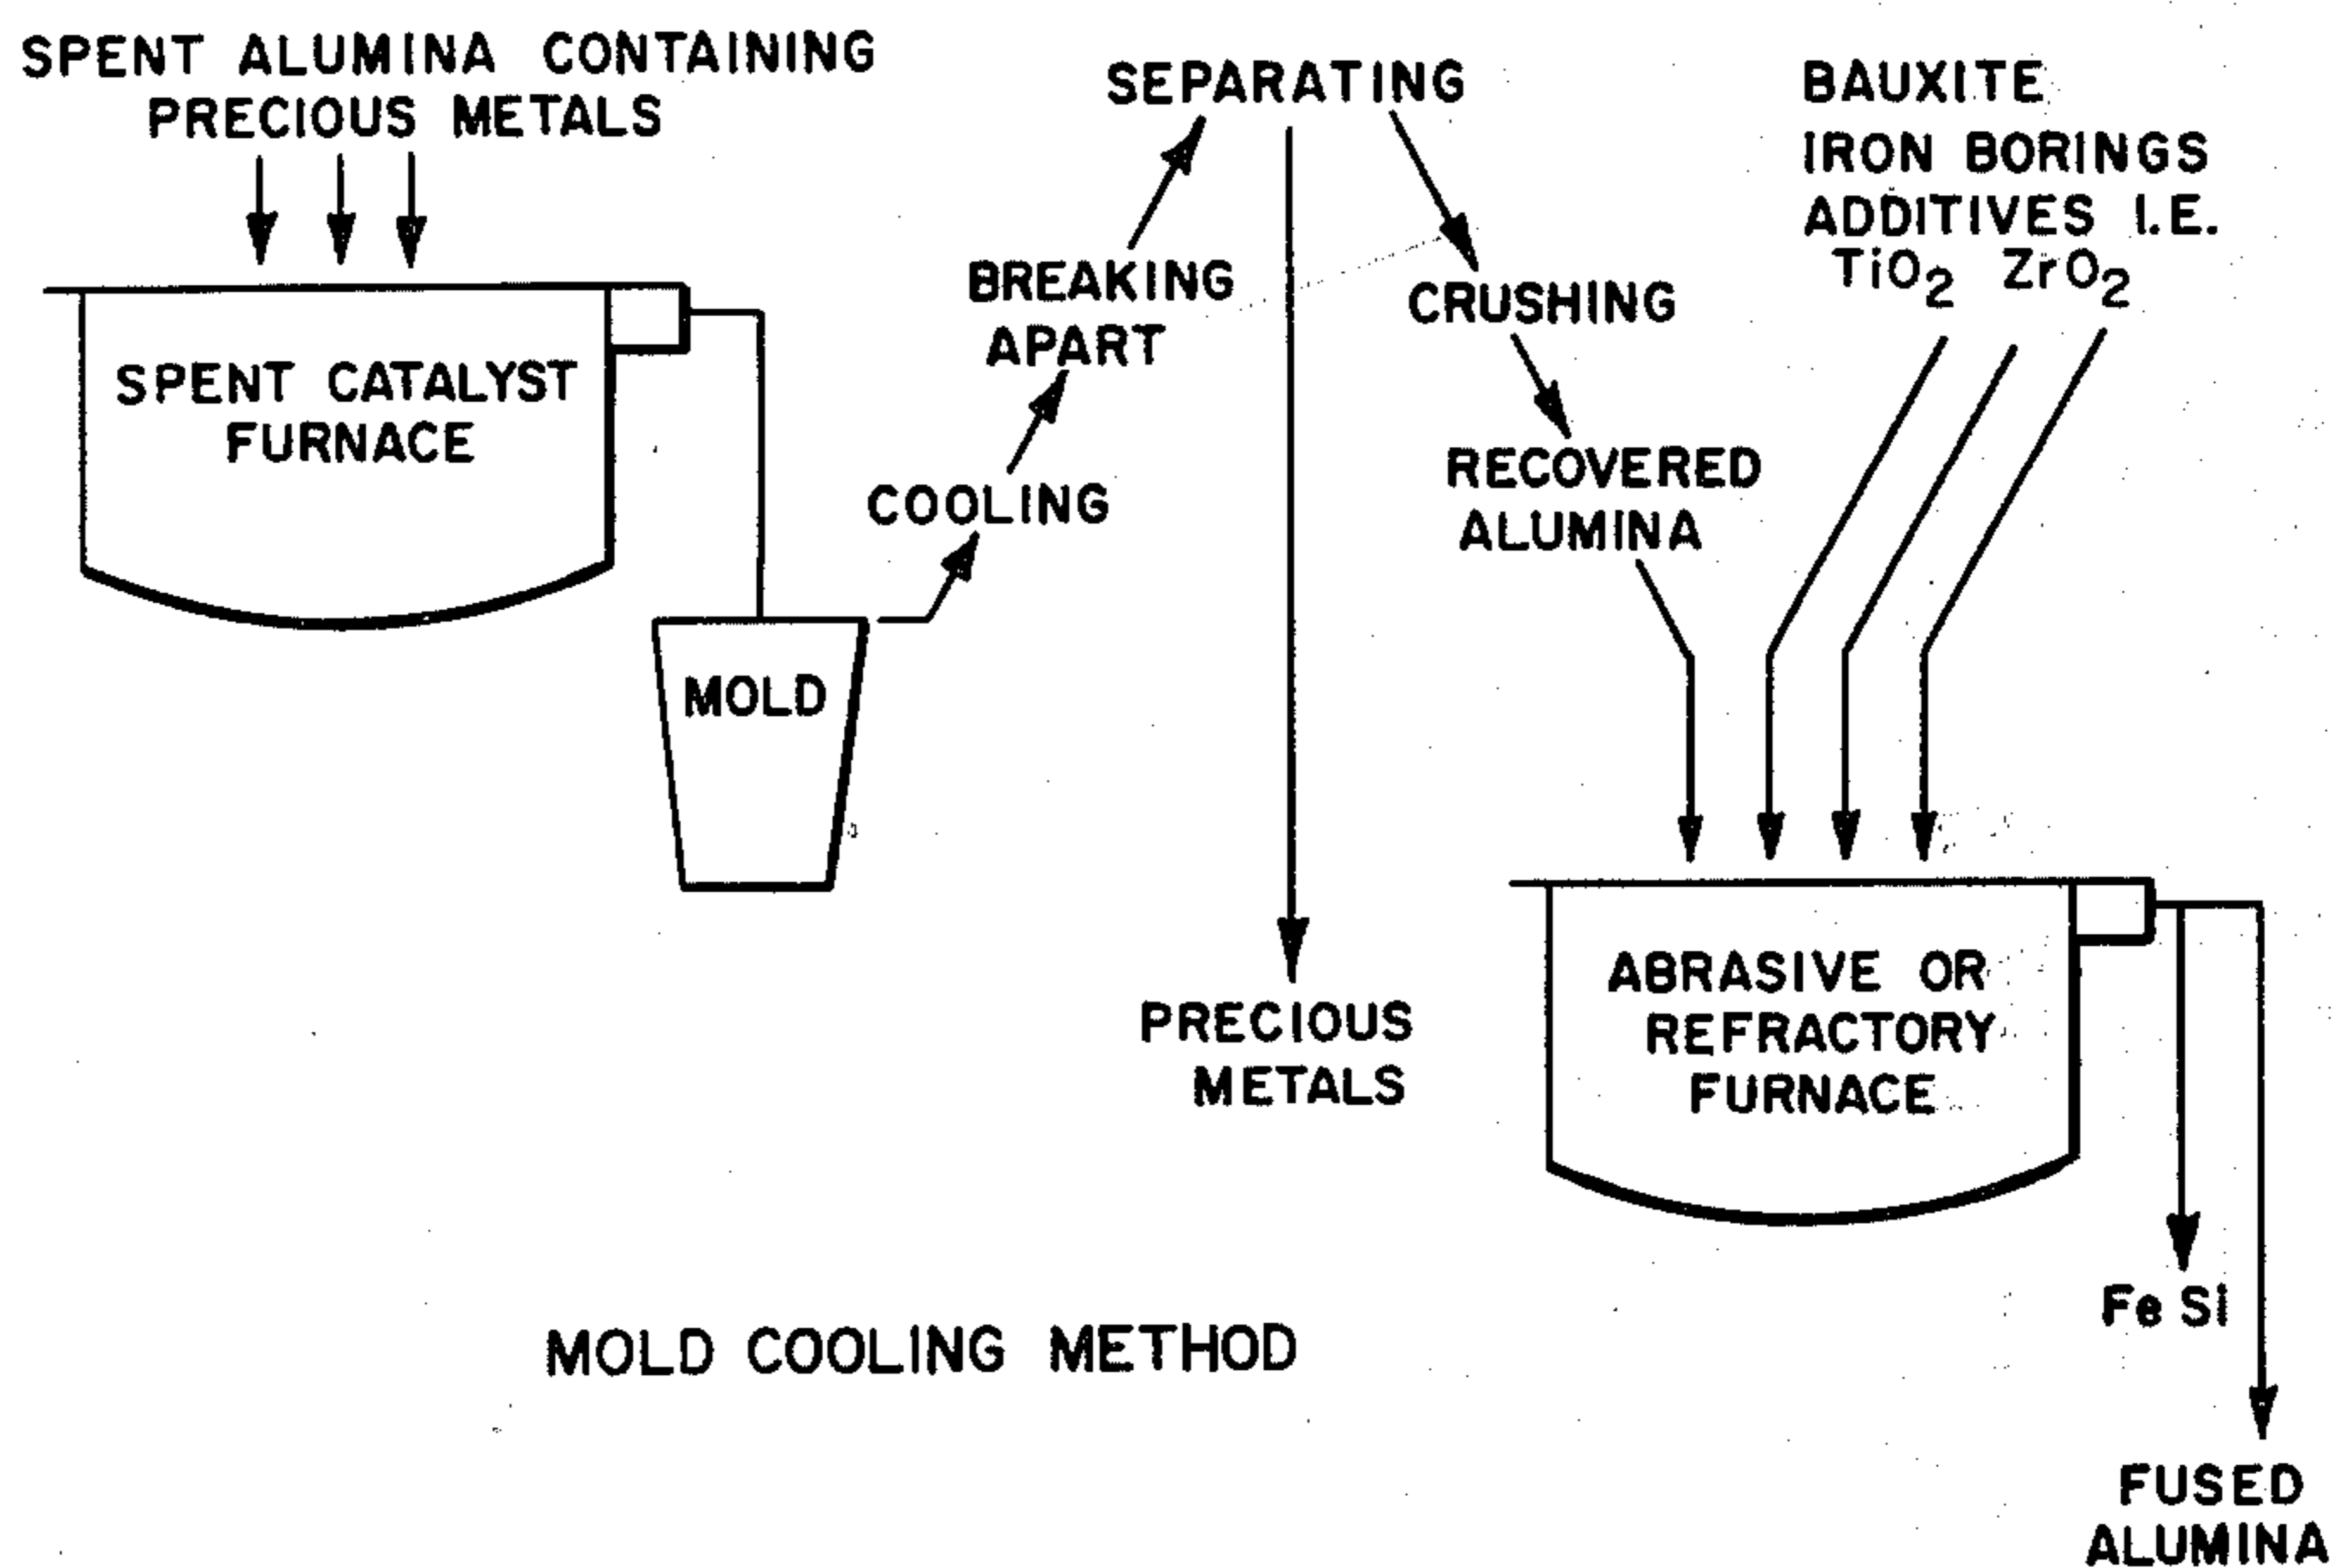 SPENT ALUMINA CONTAINING
PRECIOUS METALS
SPENT CATALYST
FURNACE
MOLD
COOLING
BREAKING
APART
SEPARATING
CRUSHING
RECOVERED
ALUMINA
PRECIOUS
METALS
BAUXITE
IRON BORINGS
ADDITIVES I.E.
TiO2 ZrO2
ABRASIVE OR
REFRACTORY
FURNACE
Fe Si
FUSED
ALUMINA
MOLD COOLING METHOD